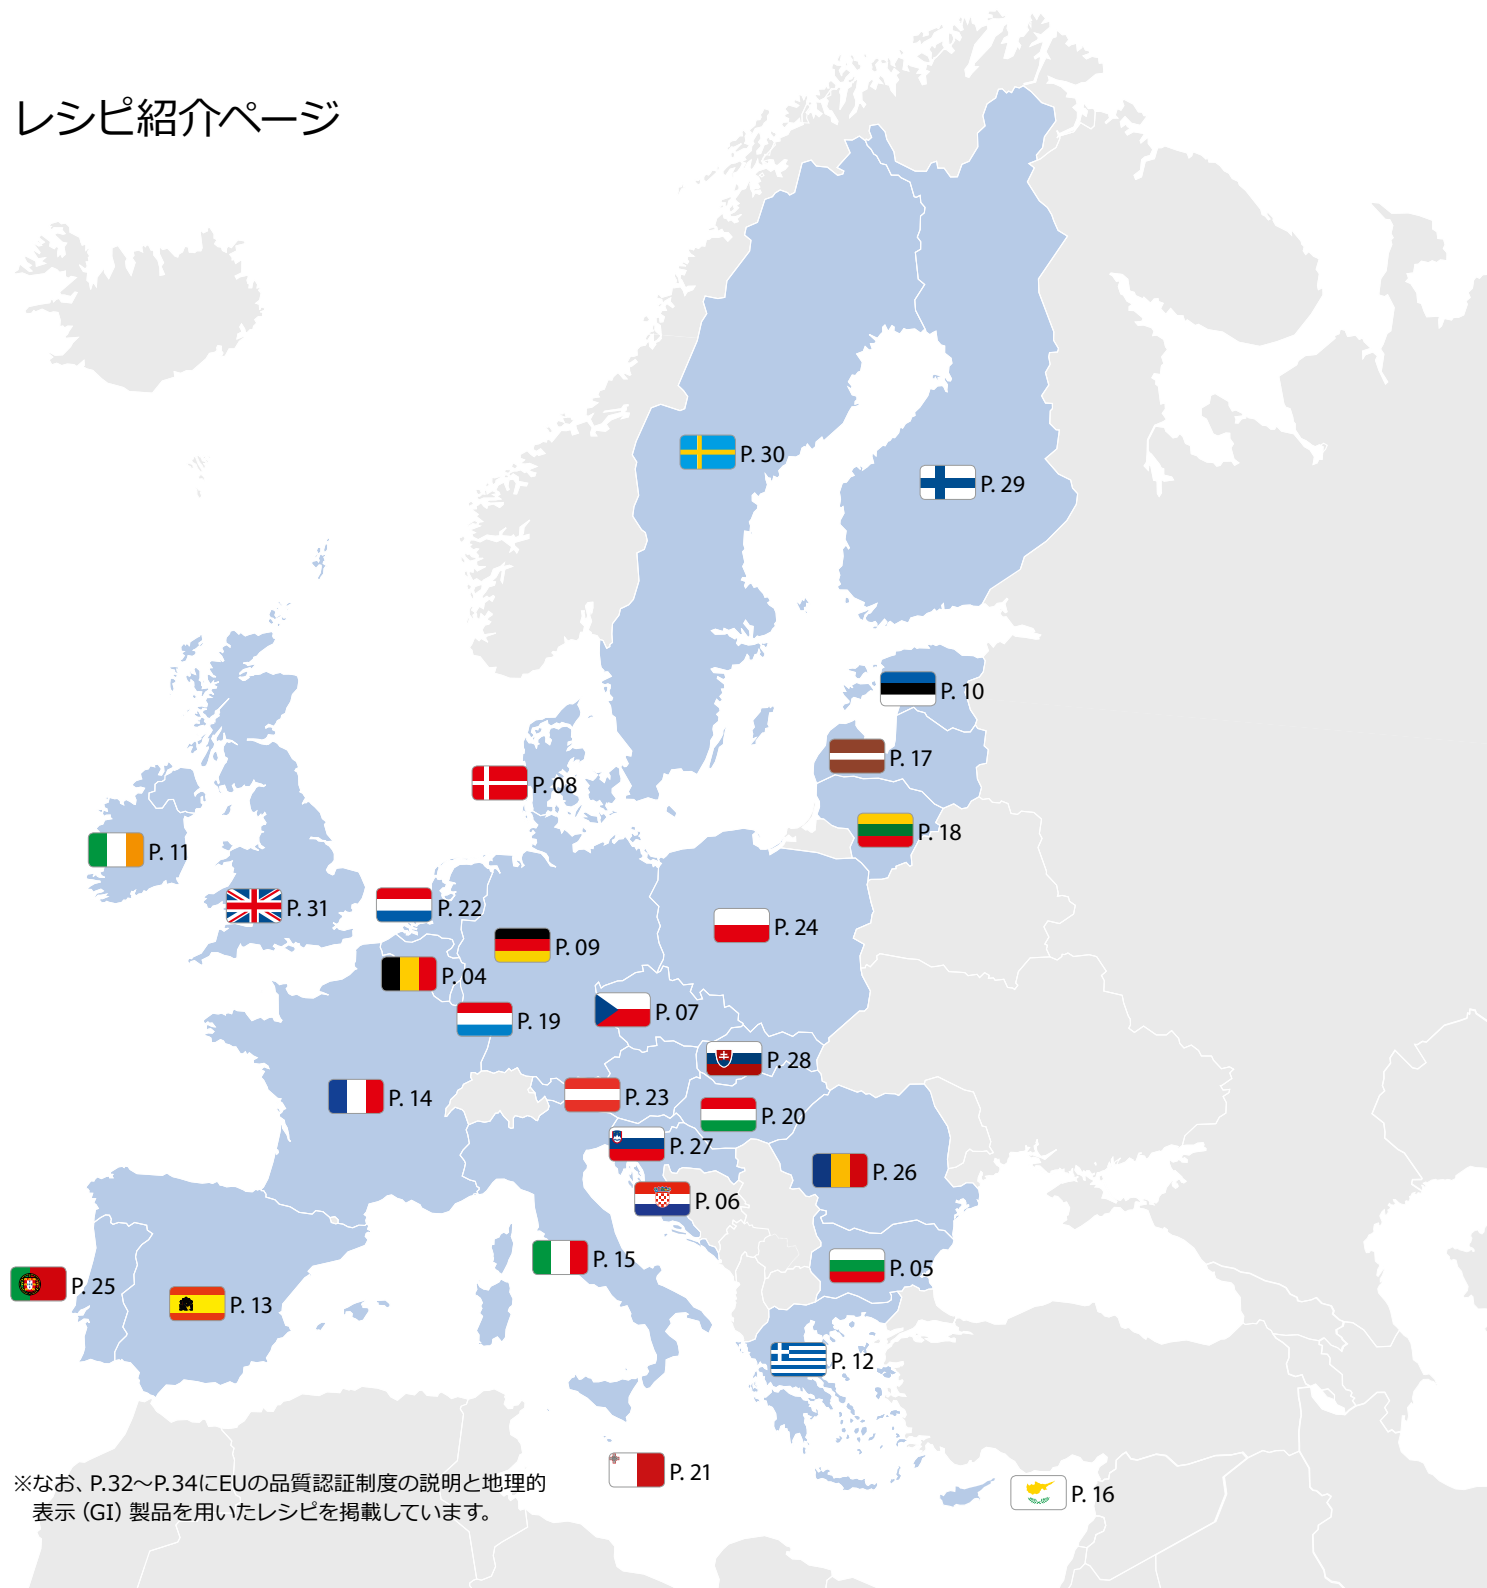 レシピ紹介ページ
P. 30
P. 29
P. 10
P. 17
P. 08
P. 18
P. 11
P. 31
P. 22
P. 24
P. 09
P. 04
P. 07
P. 19
P. 28
P. 14
P. 23
P. 20
P. 27
P. 26
P. 06
P. 15
P. 05
P. 25
P. 13
P. 12
P. 21
P. 16
※なお、P.32～P.34にEUの品質認証制度の説明と地理的
表示（GI）製品を用いたレシピを掲載しています。